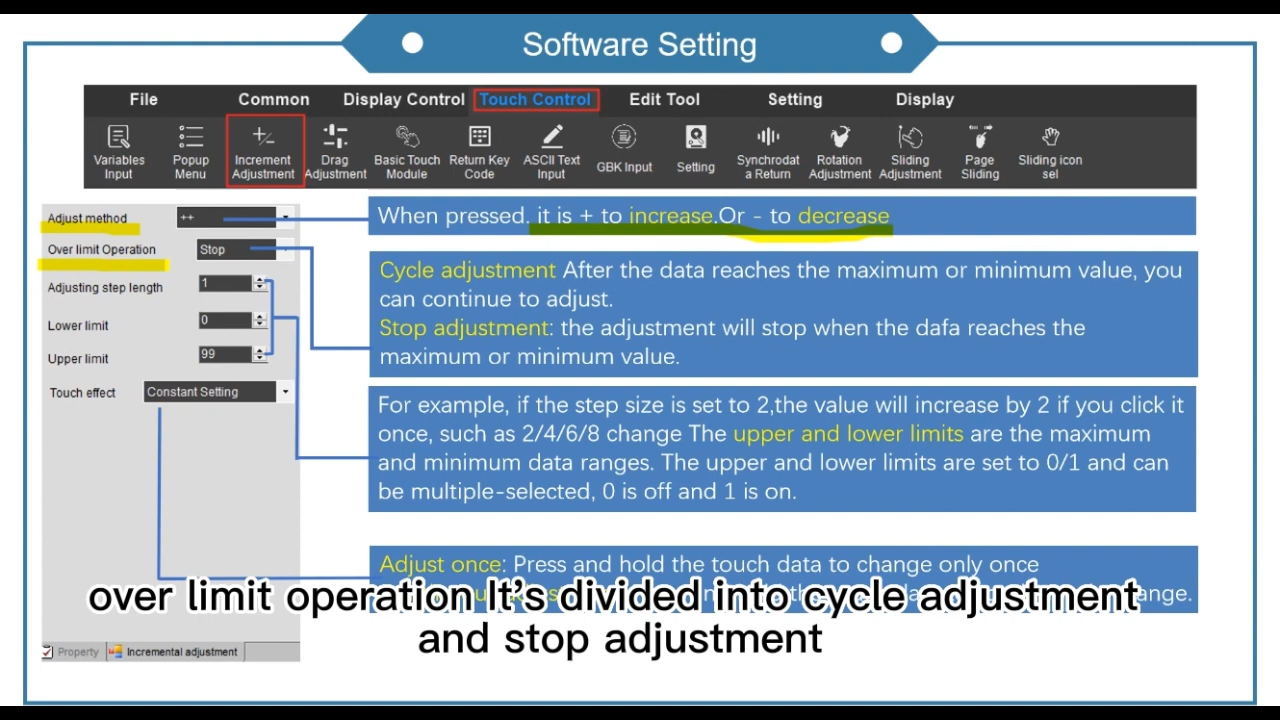 Software Setting
File Common Display Control Touch Control Edit Tool Setting Display
Variables Input
Popup Menu
Increment Adjustment
Drag Adjustment
Basic Touch Module
Return Key Code
ASCII Text Input
GBK Input
Setting
Synchrodat a Return
Rotation Adjustment
Sliding Adjustment
Page Sliding
Sliding icon sel
Adjust method ++
When pressed. it is + to increase.Or - to decrease
Over limit Operation Stop
Adjusting step length 1
Lower limit 0
Upper limit 99
Touch effect Constant Setting
Cycle adjustment After the data reaches the maximum or minimum value, you
can continue to adjust.
Stop adjustment: the adjustment will stop when the dafa reaches the
maximum or minimum value.
For example, if the step size is set to 2,the value will increase by 2 if you click it
once, such as 2/4/6/8 change The upper and lower limits are the maximum
and minimum data ranges. The upper and lower limits are set to 0/1 and can
be multiple-selected, 0 is off and 1 is on.
Adjust once: Press and hold the touch data to change only once
over limit operation It's divided into cycle adjustment
and stop adjustment
Property Incremental adjustment